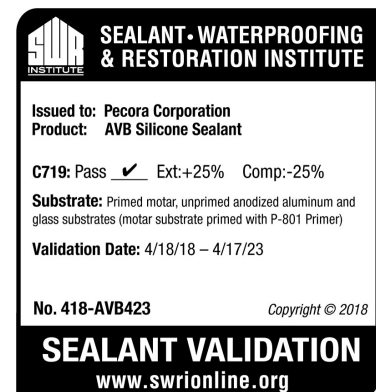 SWR
INSTITUTE
SEALANT • WATERPROOFING
& RESTORATION INSTITUTE
Issued to: Pecora Corporation
Product: AVB Silicone Sealant
C719: Pass ✔ Ext:+25% Comp:-25%
Substrate: Primed motar, unprimed anodized aluminum and
glass substrates (motar substrate primed with P-801 Primer)
Validation Date: 4/18/18 – 4/17/23
No. 418-AVB423
Copyright © 2018
SEALANT VALIDATION
www.swrionline.org